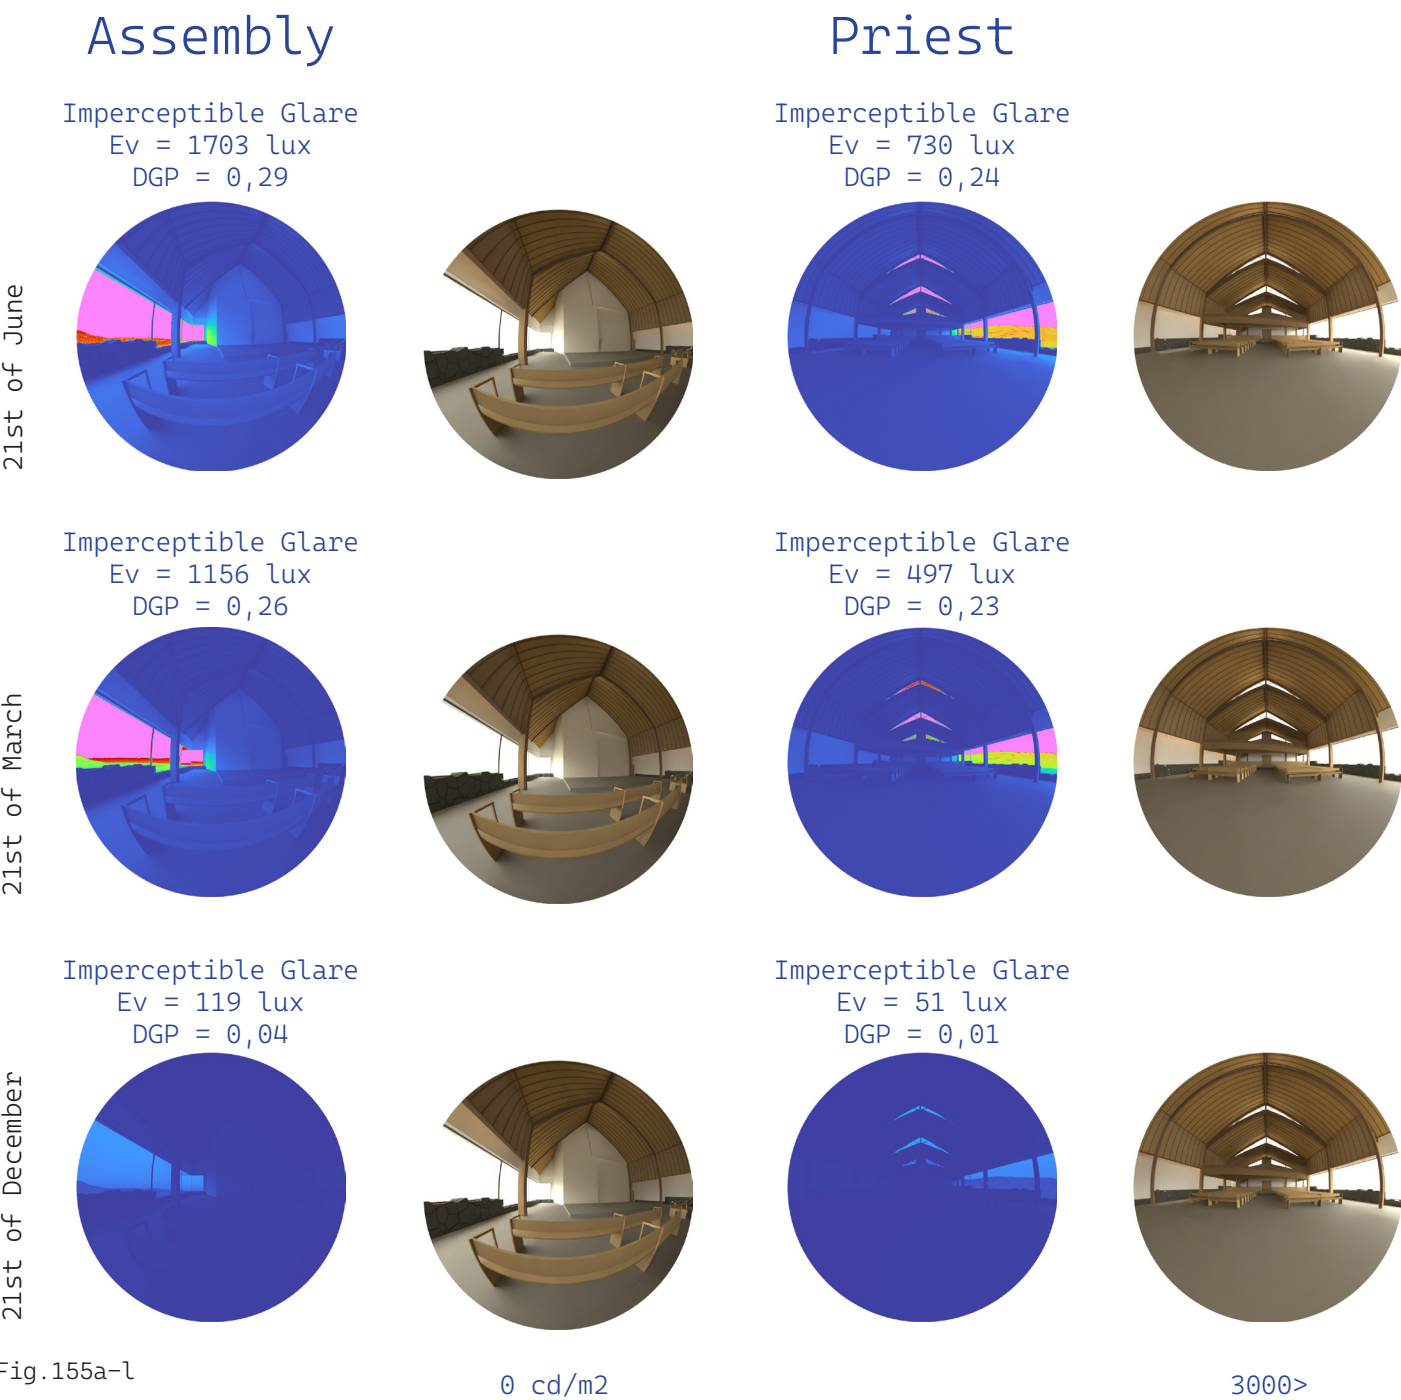 Assembly
Priest
Imperceptible Glare
Ev = 1703 lux
DGP = 0,29
Imperceptible Glare
Ev = 730 lux
DGP = 0,24
21st of June
Imperceptible Glare
Ev = 1156 lux
DGP = 0,26
Imperceptible Glare
Ev = 497 lux
DGP = 0,23
21st of March
Imperceptible Glare
Ev = 119 lux
DGP = 0,04
Imperceptible Glare
Ev = 51 lux
DGP = 0,01
21st of December
Fig.155a-l
0 cd/m2
3000>